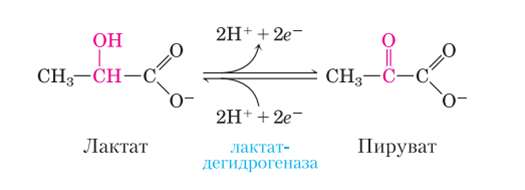 OH
CH₃—CH—C
O
O⁻
2H⁺ + 2e⁻
2H⁺ + 2e⁻
O
CH₃—C—C
O
O⁻
Лактат
лактат-
дегидрогеназа
Пируват